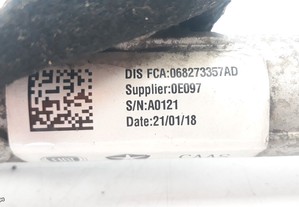 DIS FCA:068273357AD
Supplier:0E097
S/N:A0121
Date:21/01/18